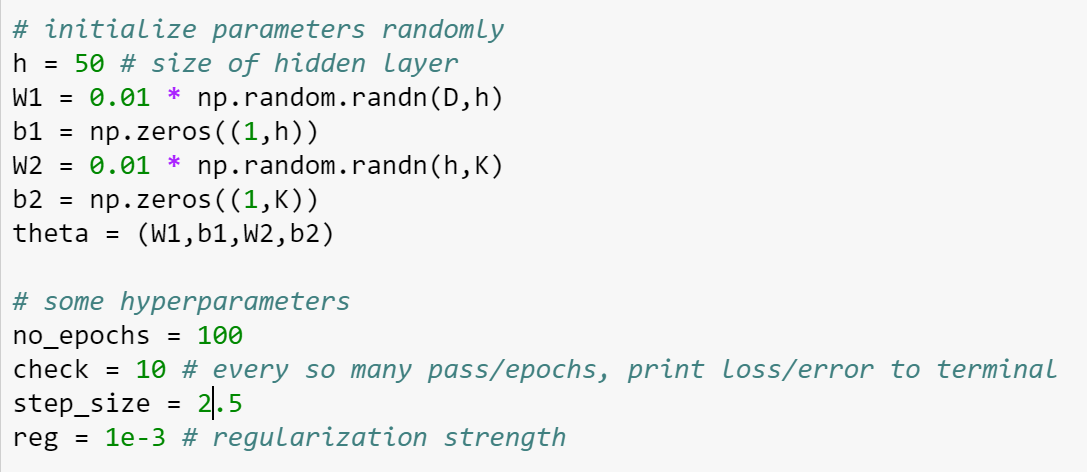 # initialize parameters randomly
h = 50 # size of hidden layer
W1 = 0.01 * np.random.randn(D,h)
b1 = np.zeros((1,h))
W2 = 0.01 * np.random.randn(h,K)
b2 = np.zeros((1,K))
theta = (W1,b1,W2,b2)
# some hyperparameters
no_epochs = 100
check = 10 # every so many pass/epochs, print loss/error to terminal
step_size = 2.5
reg = 1e-3 # regularization strength